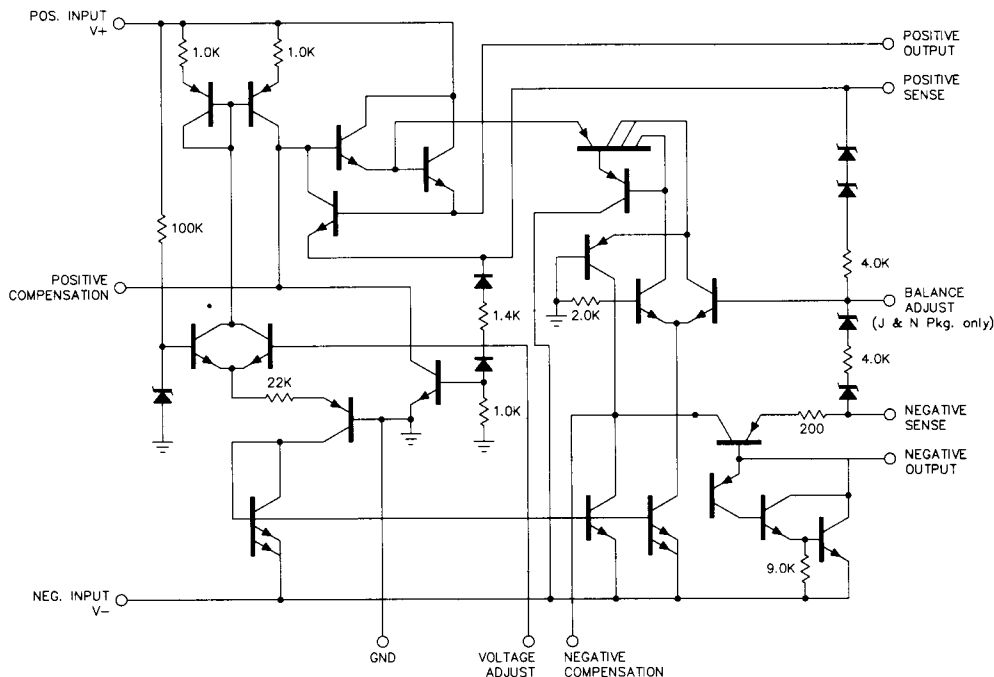 POS. INPUT
V+
1.0K
1.0K
POSITIVE
OUTPUT
POSITIVE
SENSE
100K
4.0K
POSITIVE
COMPENSATION
1.4K
2.0K
BALANCE
ADJUST
(J & N Pkg. only)
22K
4.0K
1.0K
200
NEGATIVE
SENSE
NEGATIVE
OUTPUT
9.0K
NEG. INPUT
V-
GND
VOLTAGE
ADJUST
NEGATIVE
COMPENSATION